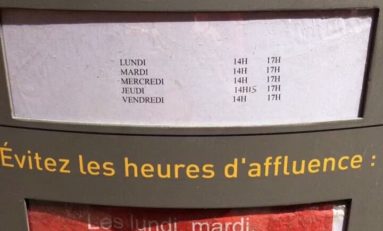 LUNDI 14H 17H
MARDI 14H 17H
MERCREDI 14H 17H
JEUDI 14H15 17H
VENDREDI 14H 17H
Évitez les heures d'affluence :
Les lundi, mardi